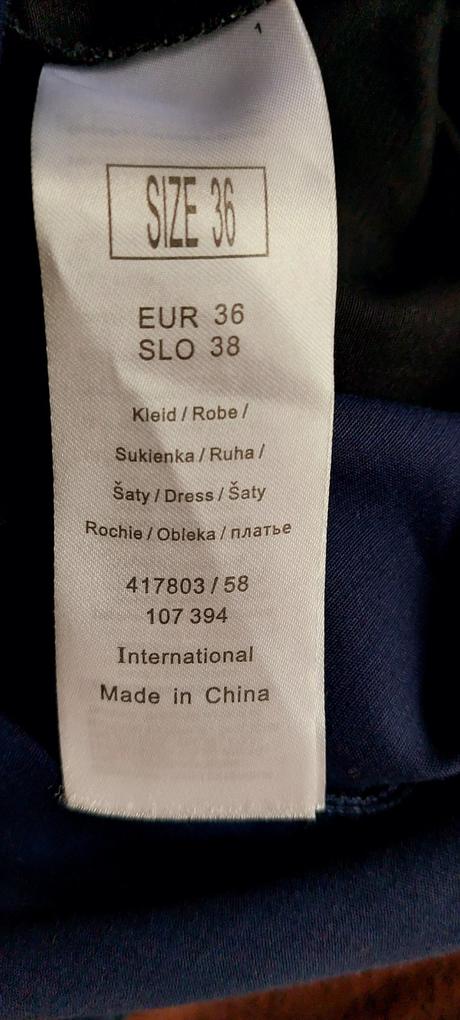 1
SIZE 36
EUR 36
SLO 38
Kleid / Robe /
Sukienka / Ruha /
Šaty / Dress / Šaty
Rochie / Obleka / платье
417803 / 58
107 394
International
Made in China